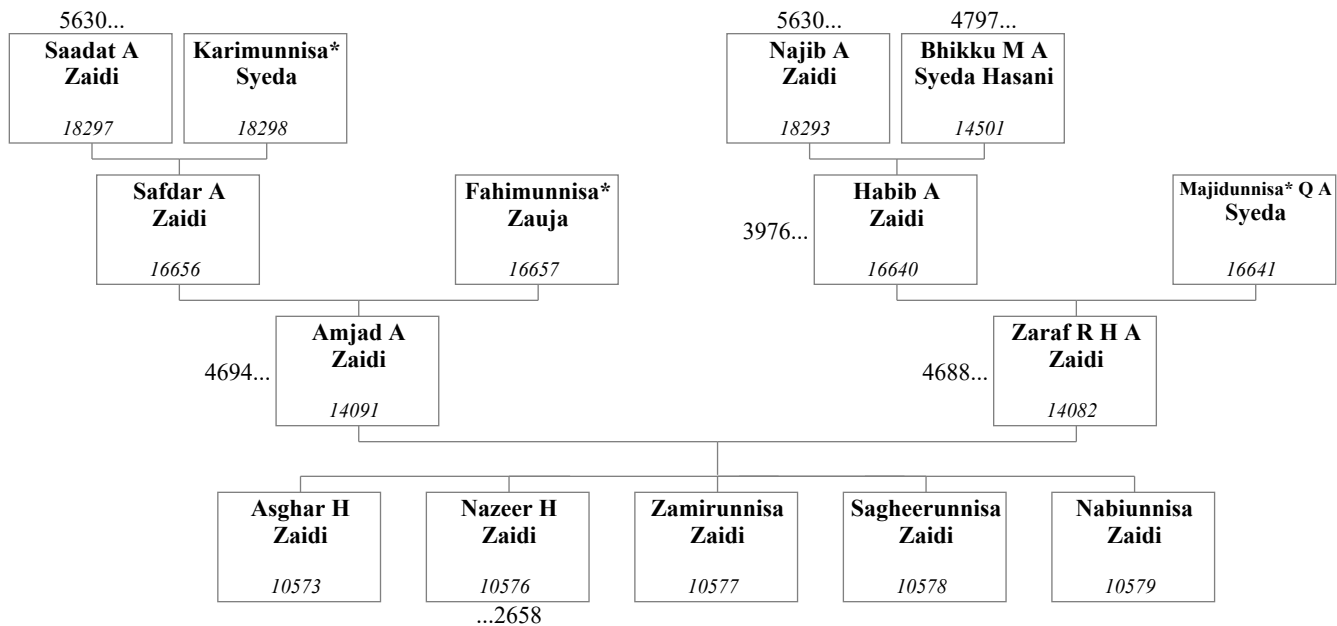 5630...
5630...
4797...
Saadat A
Zaidi
18297
Karimunnisa*
Syeda
18298
Najib A
Zaidi
18293
Bhikku M A
Syeda Hasani
14501
Safdar A
Zaidi
16656
Fahimunnisa*
Zauja
16657
3976...
Habib A
Zaidi
16640
Majidunnisa* Q A
Syeda
16641
4694...
Amjad A
Zaidi
14091
4688...
Zaraf R H A
Zaidi
14082
Asghar H
Zaidi
10573
Nazeer H
Zaidi
10576
...2658
Zamirunnisa
Zaidi
10577
Sagheerunnisa
Zaidi
10578
Nabiunnisa
Zaidi
10579